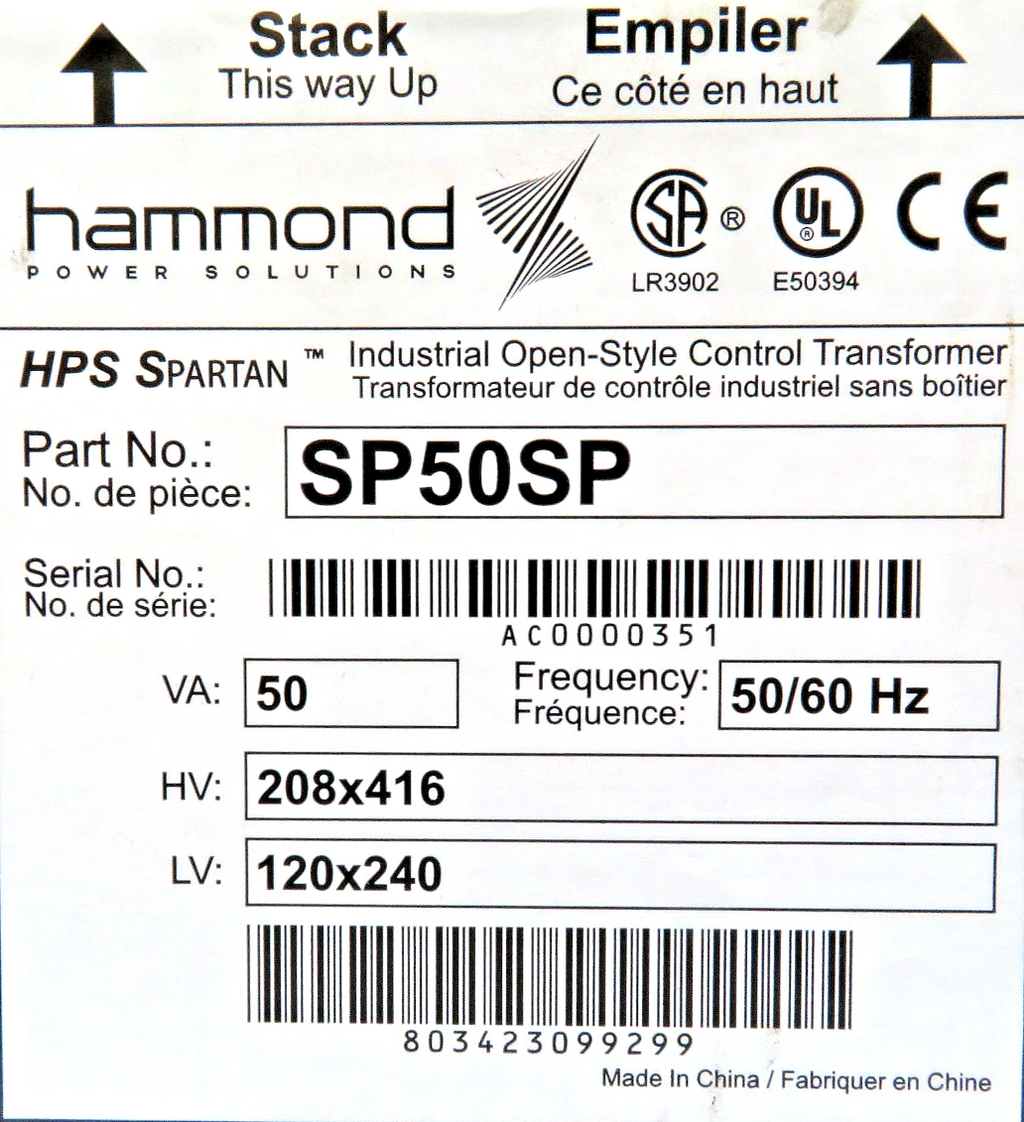 Stack Empiler
This way Up Ce côté en haut
hammond
POWER SOLUTIONS
SA ® UL ® CE
LR3902 E50394
HPS SPARTAN ™ Industrial Open-Style Control Transformer
Transformateur de contrôle industriel sans boîtier
Part No.: SP50SP
No. de pièce:
Serial No.:
No. de série:
AC0000351
VA: 50 Frequency: 50/60 Hz
Fréquence:
HV: 208x416
LV: 120x240
803423099299
Made In China / Fabriquer en Chine